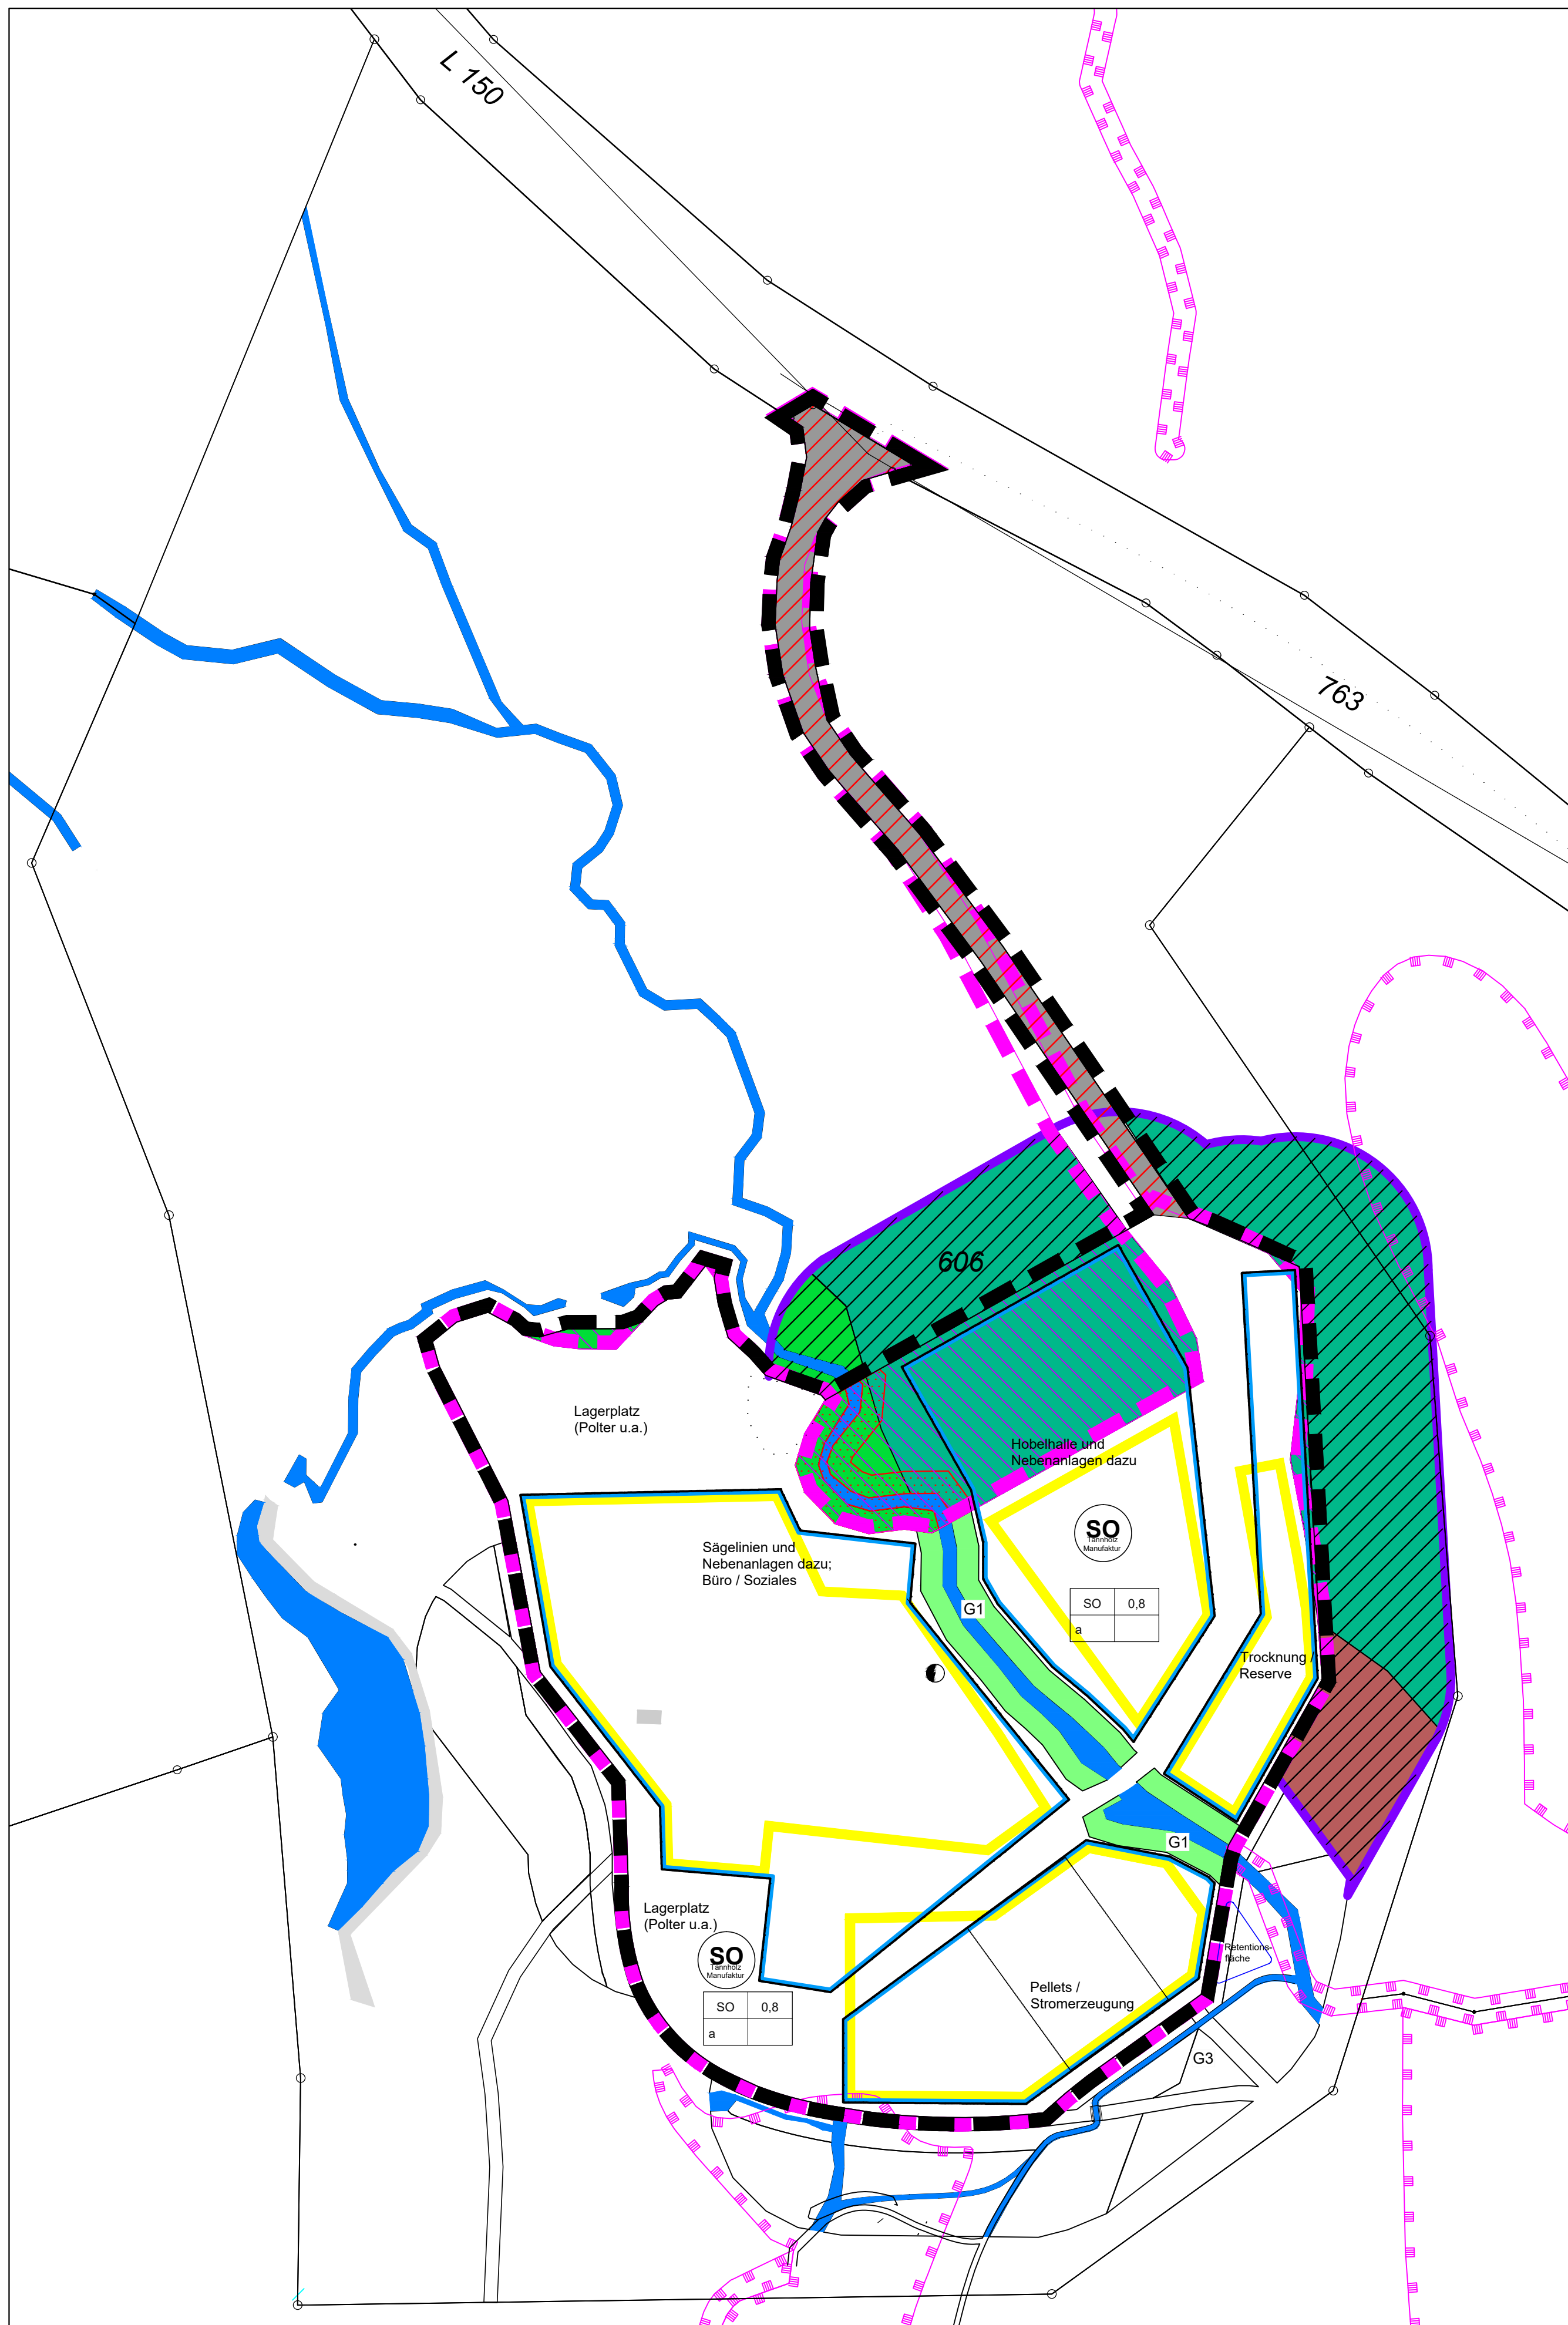 L 150
763
606
Lagerplatz
(Polter u.a.)
Hobelhalle und
Nebenanlagen dazu
SO
Tannholz
Manufaktur
Sägelinien und
Nebenanlagen dazu;
Büro / Soziales
SO 0,8
a
G1
Trocknung /
Reserve
G1
Lagerplatz
(Polter u.a.)
SO
Tannholz
Manufaktur
Retentions-
fläche
Pellets /
Stromerzeugung
SO 0,8
a
G3